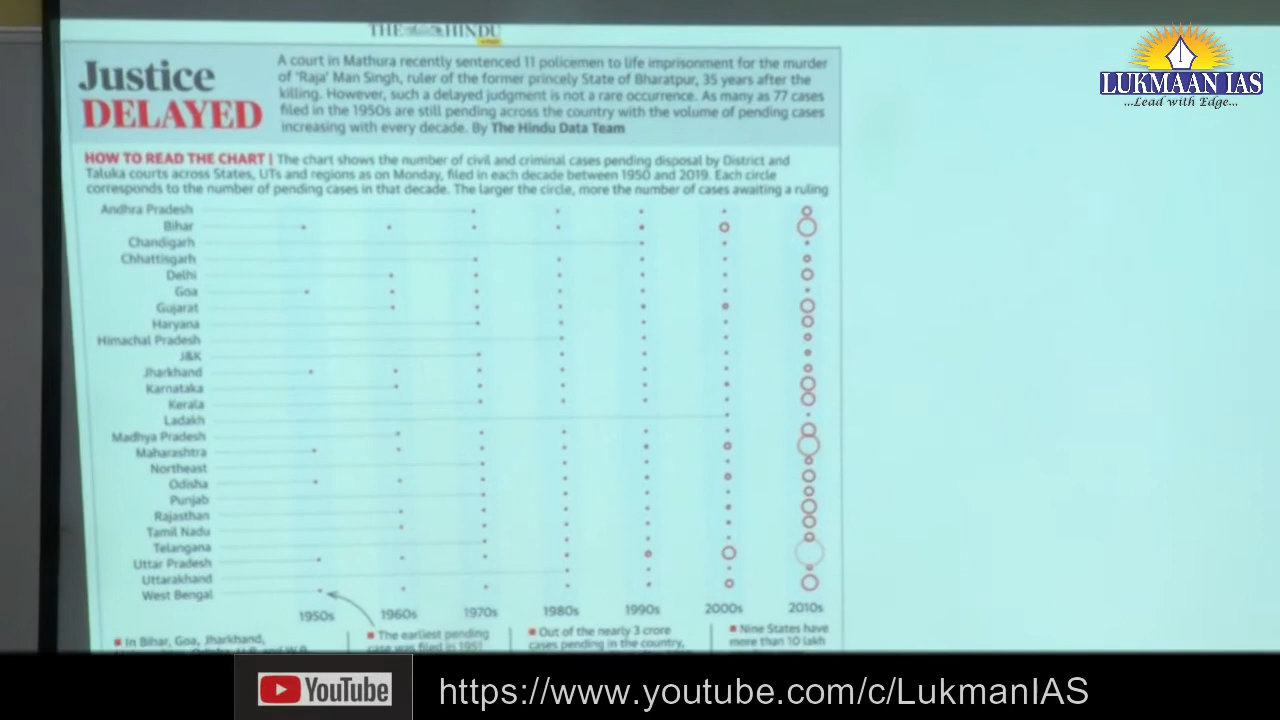 THE HINDU
Justice
DELAYED
A court in Mathura recently sentenced 11 policemen to life imprisonment for the murder
of 'Raja' Man Singh, ruler of the former princely State of Bharatpur, 35 years after the
killing. However, such a delayed judgment is not a rare occurrence. As many as 77 cases
filed in the 1950s are still pending across the country with the volume of pending cases
increasing with every decade. By The Hindu Data Team
HOW TO READ THE CHART | The chart shows the number of civil and criminal cases pending disposal by District and
Taluka courts across States, UTs and regions as on Monday, filed in each decade between 1950 and 2019. Each circle
corresponds to the number of pending cases in that decade. The larger the circle, more the number of cases awaiting a ruling
Andhra Pradesh
Bihar
Chandigarh
Chhattisgarh
Delhi
Goa
Gujarat
Haryana
Himachal Pradesh
J&K
Jharkhand
Karnataka
Kerala
Ladakh
Madhya Pradesh
Maharashtra
Northeast
Odisha
Punjab
Rajasthan
Tamil Nadu
Telangana
Uttar Pradesh
Uttarakhand
West Bengal
1950s 1960s 1970s 1980s 1990s 2000s 2010s
In Bihar, Goa, Jharkhand,
The earliest pending
case was filed in 1951
Out of the nearly 3 crore
cases pending in the country,
Nine States have
more than 10 lakh
LUKMAAN IAS
...Lead with Edge...
YouTube
https://www.youtube.com/c/LukmanIAS